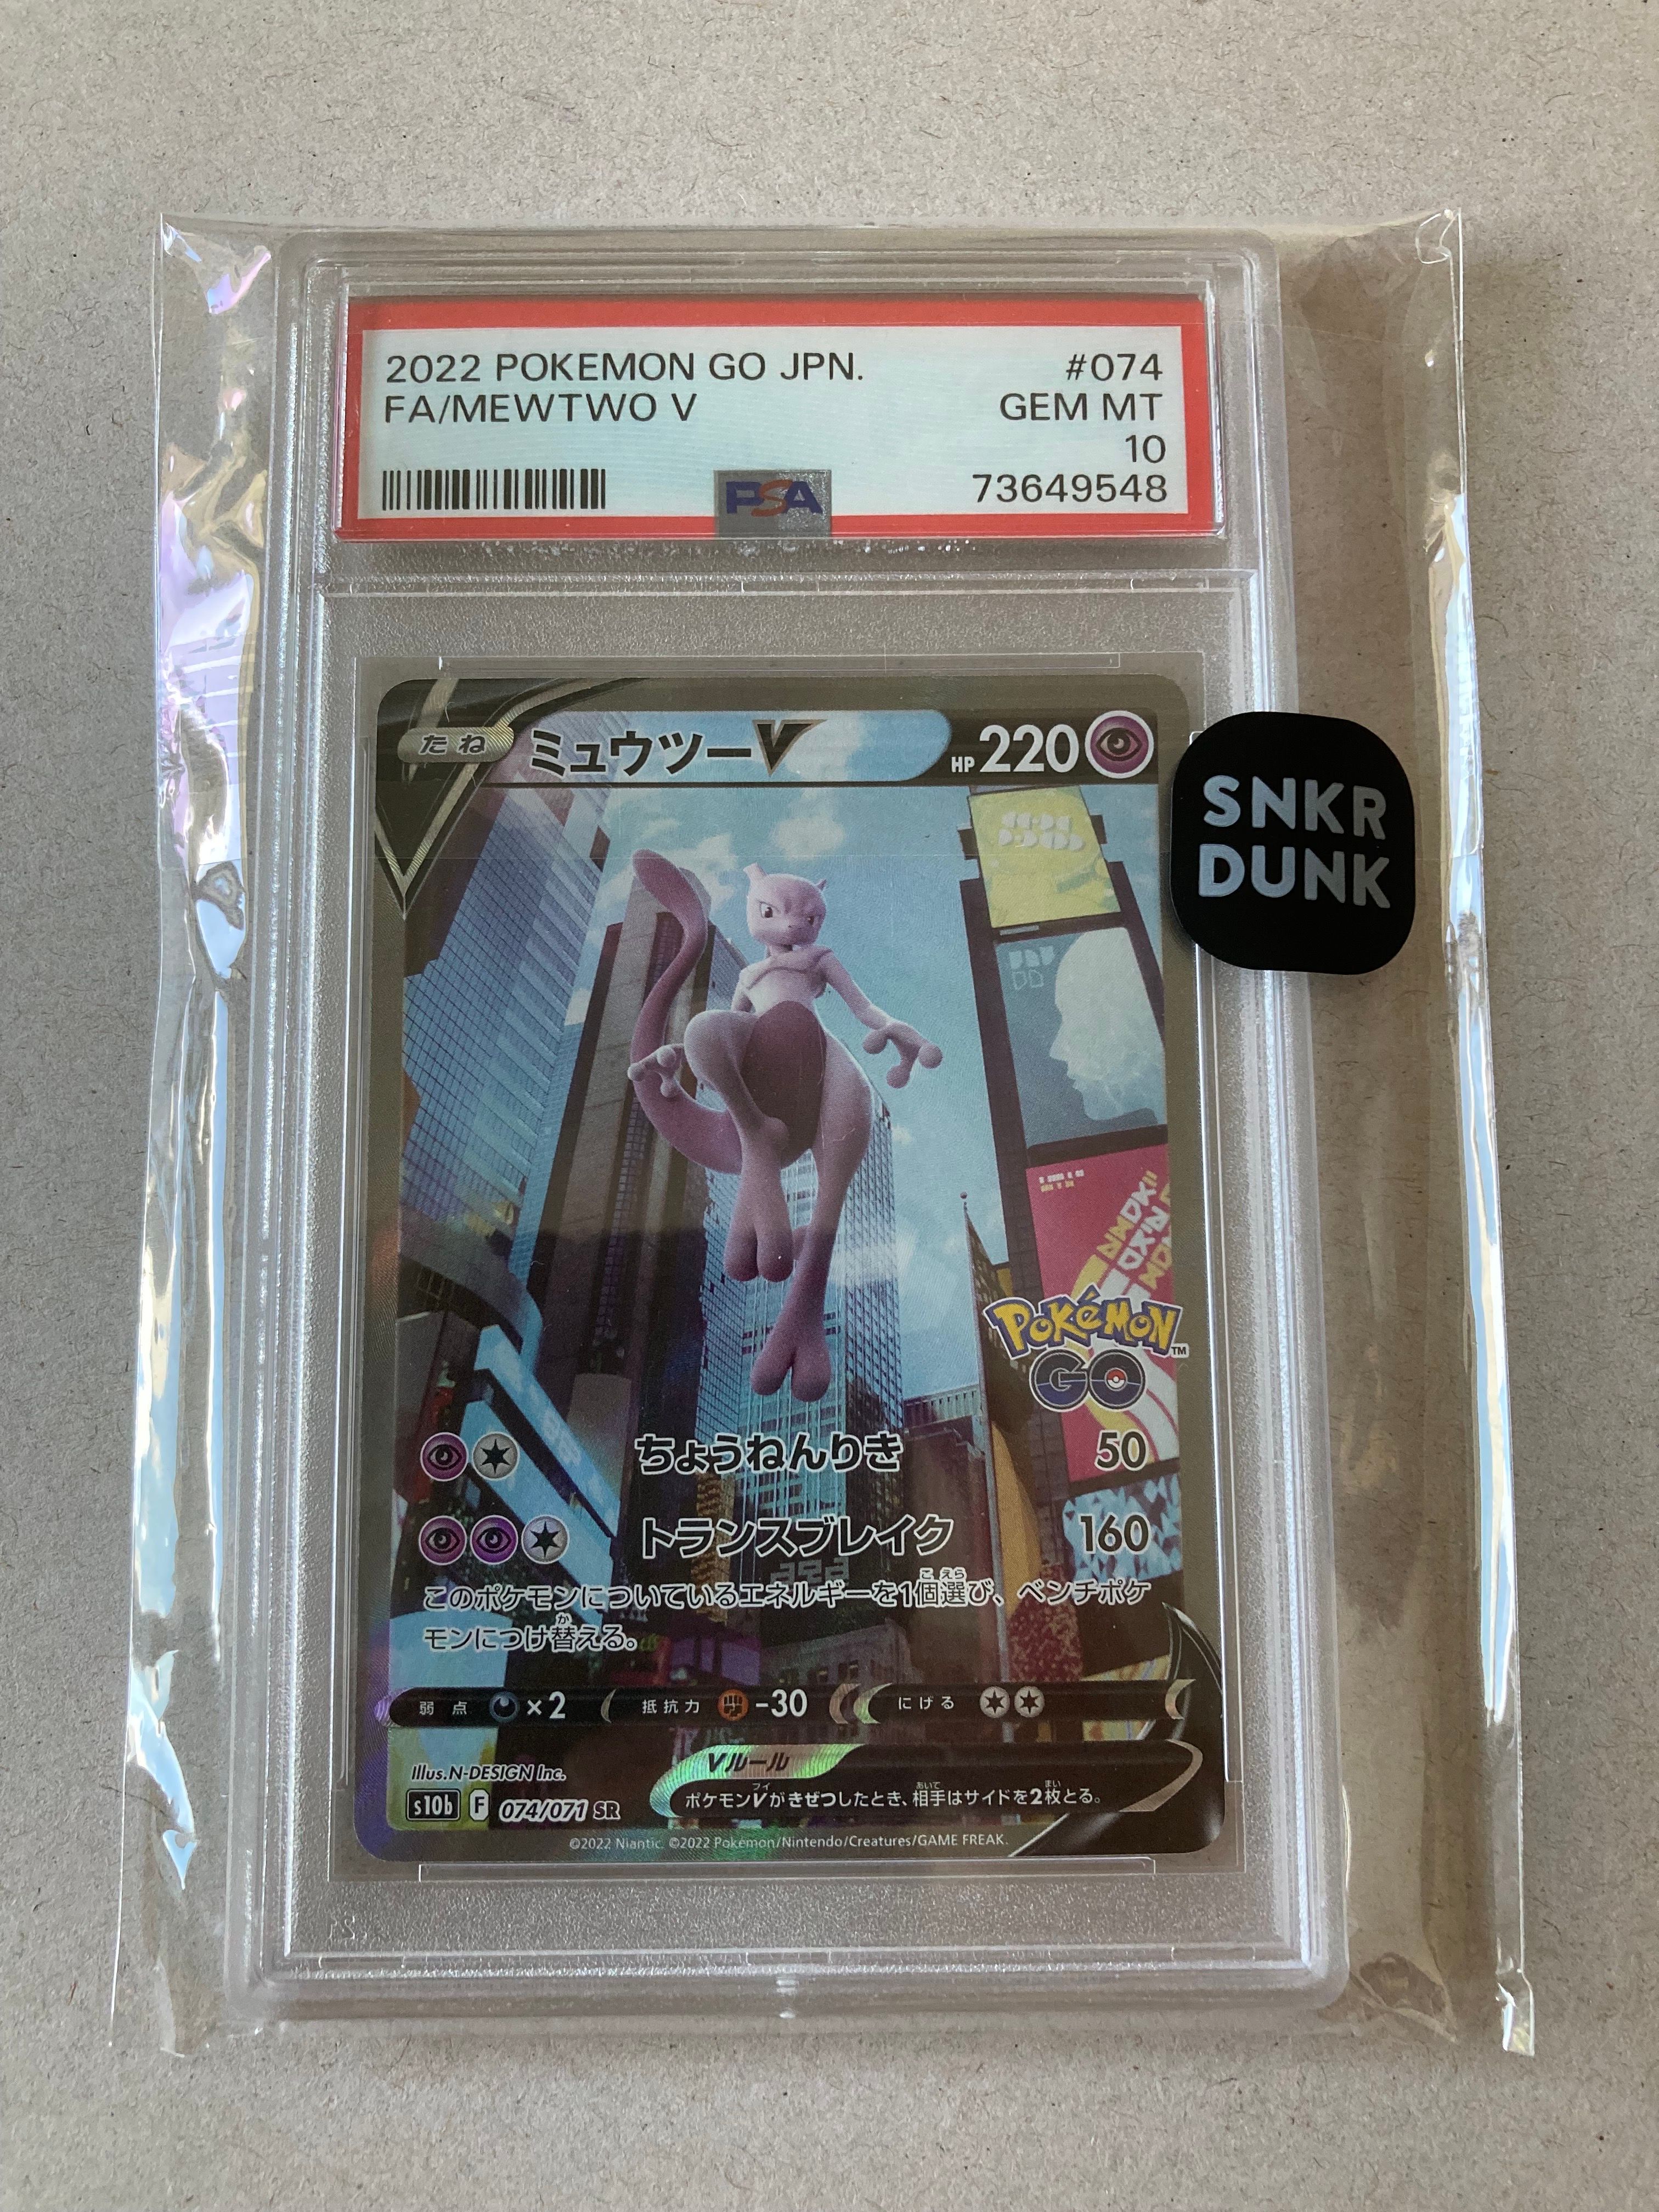 2022 POKEMON GO JPN. #074
FA/MEWTWO V GEM MT
10
PSA 73649548
たね ミュウツーV HP 220
SNKR
DUNK
POKéMON™
GO
ちょうねんりき 50
トランスブレイク 160
このポケモンについているエネルギーを1個選び、ベンチポケ
モンにつけ替える。
弱点 ×2 抵抗力 -30 にげる
Vルール
ポケモンVがきぜつしたとき、相手はサイドを2枚とる。
Illus.N-DESIGN Inc.
s10b F 074/071 SR
©2022 Niantic. ©2022 Pokémon/Nintendo/Creatures/GAME FREAK.